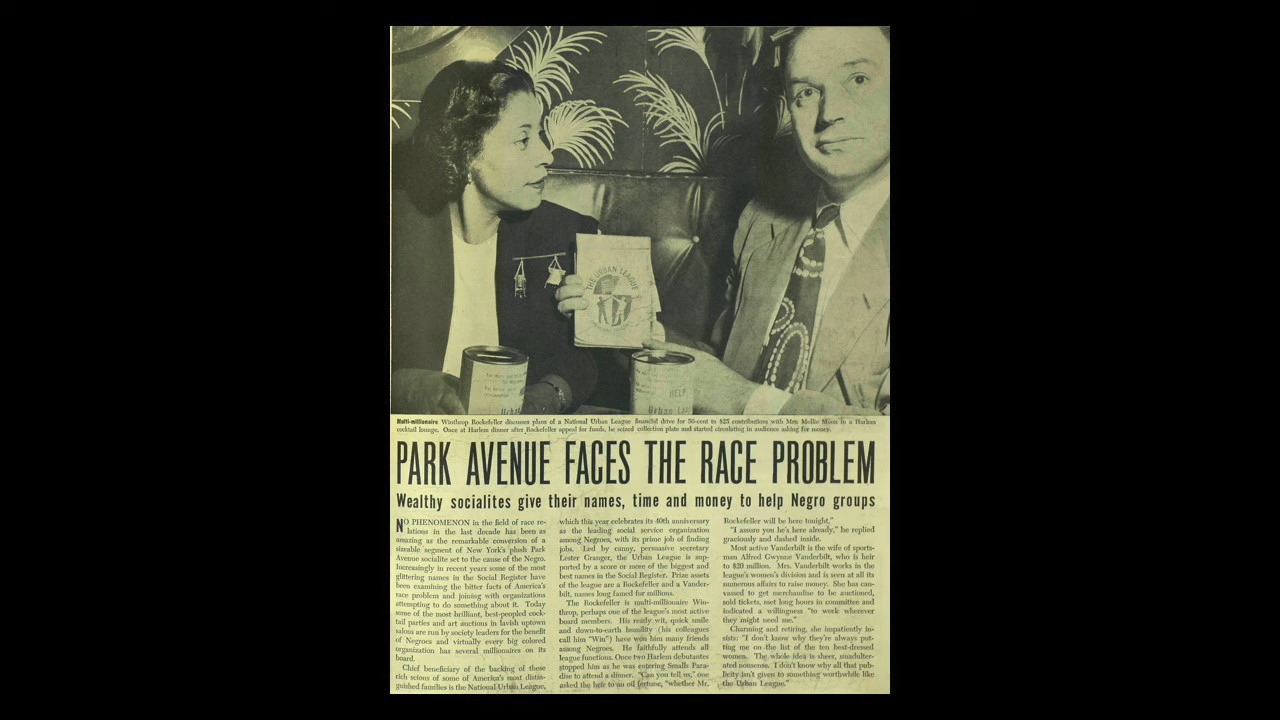 THE URBAN LEAGUE
HELP
Urban Lea
Multi-millionaire Winthrop Rockefeller discusses plans of a National Urban League financial drive for 50-cent to $25 contributions with Mrs. Mollie Moon in a Harlem
cocktail lounge. Once at Harlem dinner after Rockefeller appeal for funds, he seized collection plate and started circulating in audience asking for money.
PARK AVENUE FACES THE RACE PROBLEM
Wealthy socialites give their names, time and money to help Negro groups
NO PHENOMENON in the field of race re-
lations in the last decade has been as
amazing as the remarkable conversion of a
sizeable segment of New York's plush Park
Avenue socialite set to the cause of the Negro.
Increasingly in recent years some of the most
glittering names in the Social Register have
been examining the bitter facts of America's
race problem and joining with organizations
attempting to do something about it. Today
some of the most brilliant, best-peopled cock-
tail parties and art auctions in lavish uptown
salons are run by society leaders for the benefit
of Negroes and virtually every big colored
organization has several millionaires on its
board.
Chief beneficiary of the backing of these
rich scions of some of America's most distin-
guished families is the National Urban League,
which this year celebrates its 40th anniversary
as the leading social service organization
among Negroes, with its prime job of finding
jobs. Led by canny, persuasive secretary
Lester Granger, the Urban League is sup-
ported by a score or more of the biggest and
best names in the Social Register. Prize assets
of the league are a Rockefeller and a Vander-
bilt, names long famed for millions.
The Rockefeller is multi-millionaire Win-
throp, perhaps one of the league's most active
board members. His ready wit, quick smile
and down-to-earth humility (his colleagues
call him "Win") have won him many friends
among Negroes. He faithfully attends all
league functions. Once two Harlem debutantes
stopped him as he was entering Smalls Para-
dise to attend a dinner. "Can you tell us," one
asked the heir to an oil fortune, "whether Mr.
Rockefeller will be here tonight."
"I assure you he's here already," he replied
graciously and dashed inside.
Most active Vanderbilt is the wife of sports-
man Alfred Gwynne Vanderbilt, who is heir
to $20 million. Mrs. Vanderbilt works in the
league's women's division and is seen at all its
numerous affairs to raise money. She has can-
vassed to get merchandise to be auctioned,
sold tickets, met long hours in committee and
indicated a willingness "to work wherever
they might need me."
Charming and retiring, she impatiently in-
sists: "I don't know why they're always put-
ting me on the list of the ten best-dressed
women. The whole idea is sheer, unadulter-
ated nonsense. I don't know why all that pub-
licity isn't given to something worthwhile like
the Urban League."